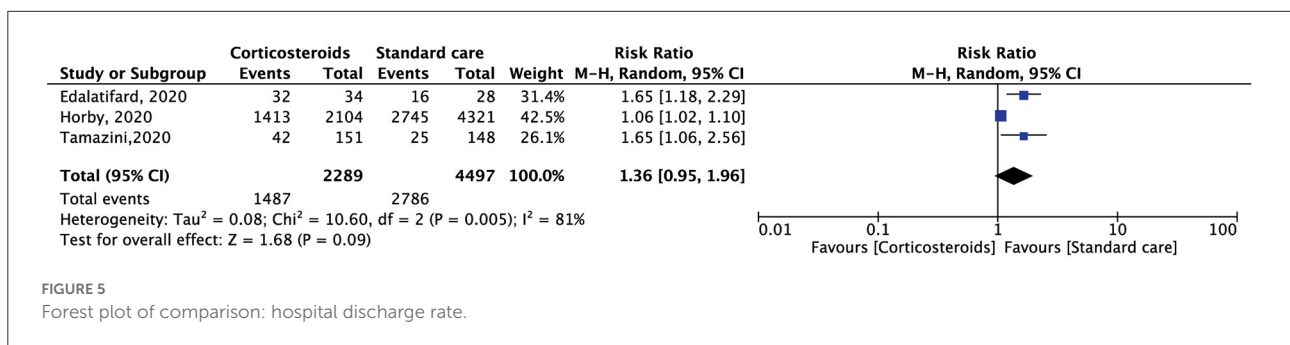 Corticosteroids Standard care Risk Ratio Risk Ratio
Study or Subgroup Events Total Events Total Weight M-H, Random, 95% CI M-H, Random, 95% CI
Edalatifard, 2020 32 34 16 28 31.4% 1.65 [1.18, 2.29]
Horby, 2020 1413 2104 2745 4321 42.5% 1.06 [1.02, 1.10]
Tamazini,2020 42 151 25 148 26.1% 1.65 [1.06, 2.56]
Total (95% CI) 2289 4497 100.0% 1.36 [0.95, 1.96]
Total events 1487 2786
Heterogeneity: Tau² = 0.08; Chi² = 10.60, df = 2 (P = 0.005); I² = 81%
Test for overall effect: Z = 1.68 (P = 0.09)
0.01 0.1 1 10 100
Favours [Corticosteroids] Favours [Standard care]
FIGURE 5
Forest plot of comparison: hospital discharge rate.